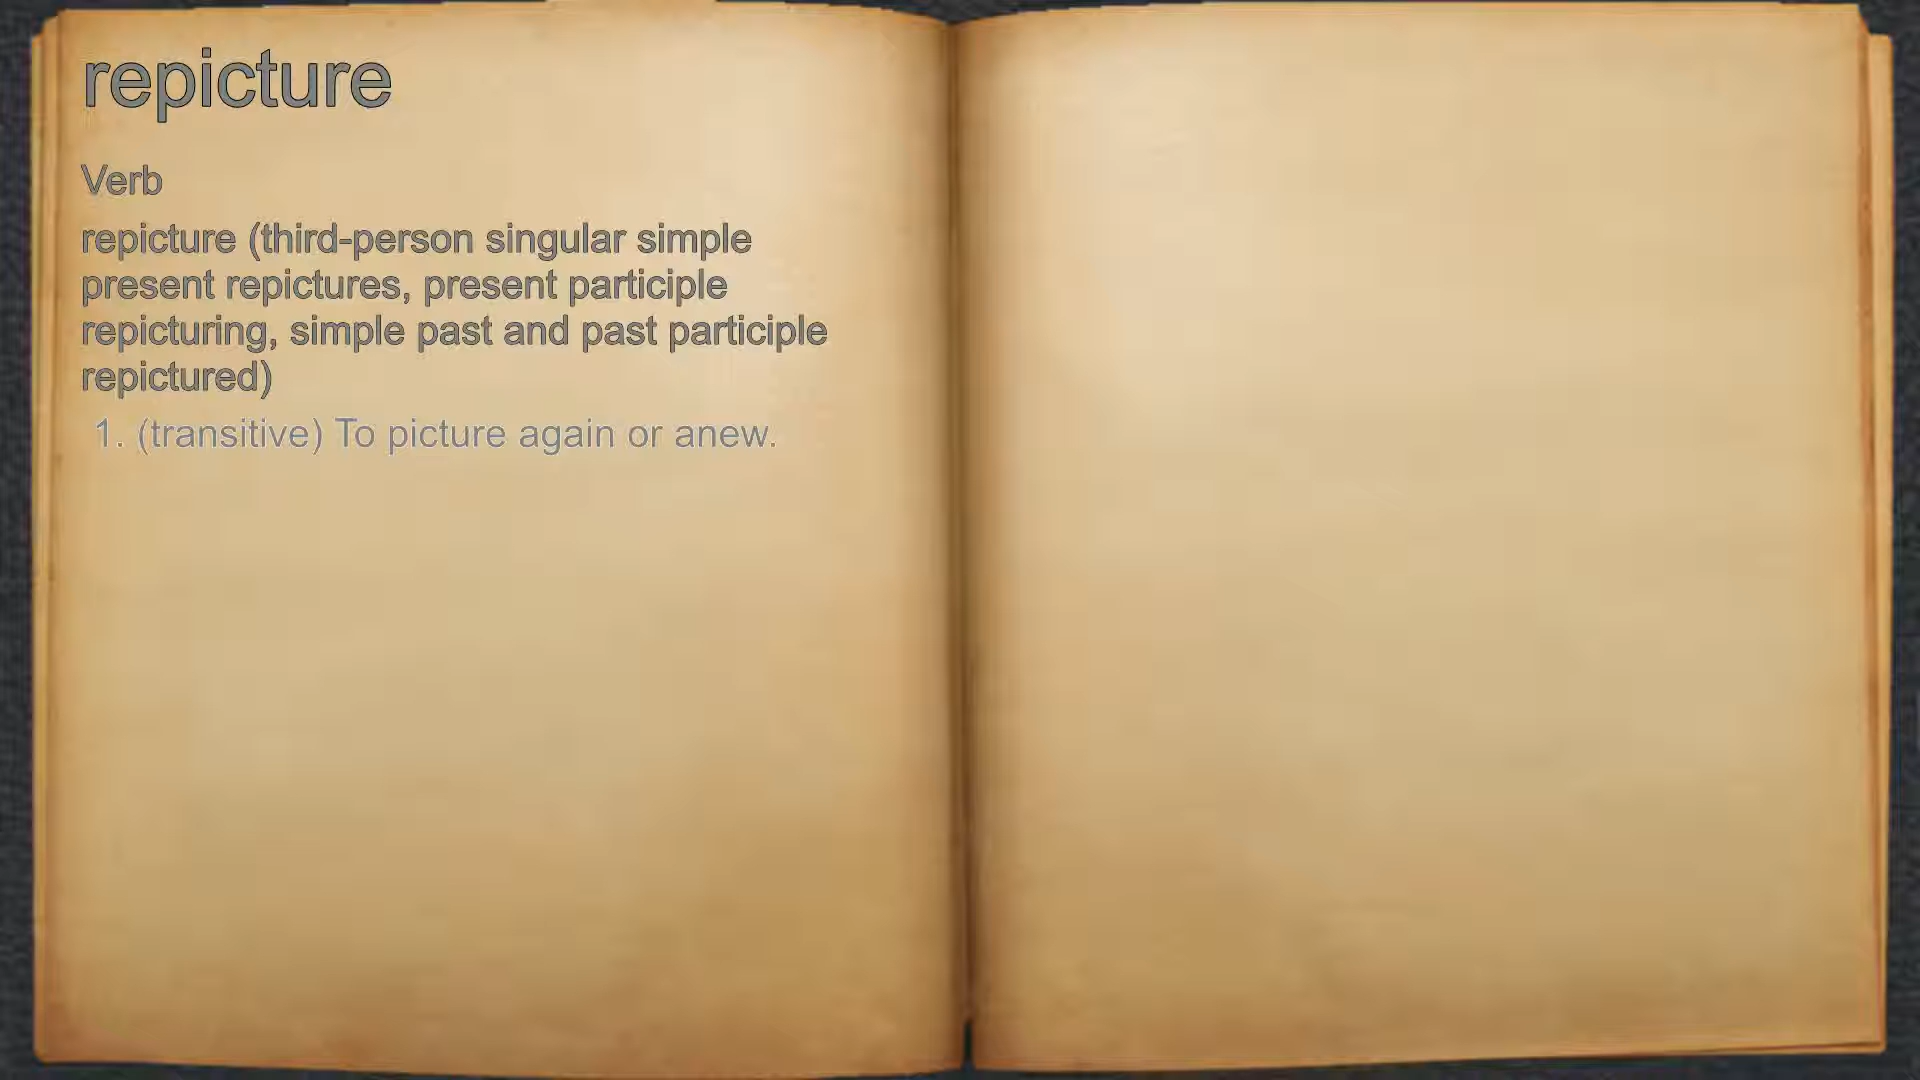 repicture
Verb
repicture (third-person singular simple
present repictures, present participle
repicturing, simple past and past participle
repictured)
1. (transitive) To picture again or anew.